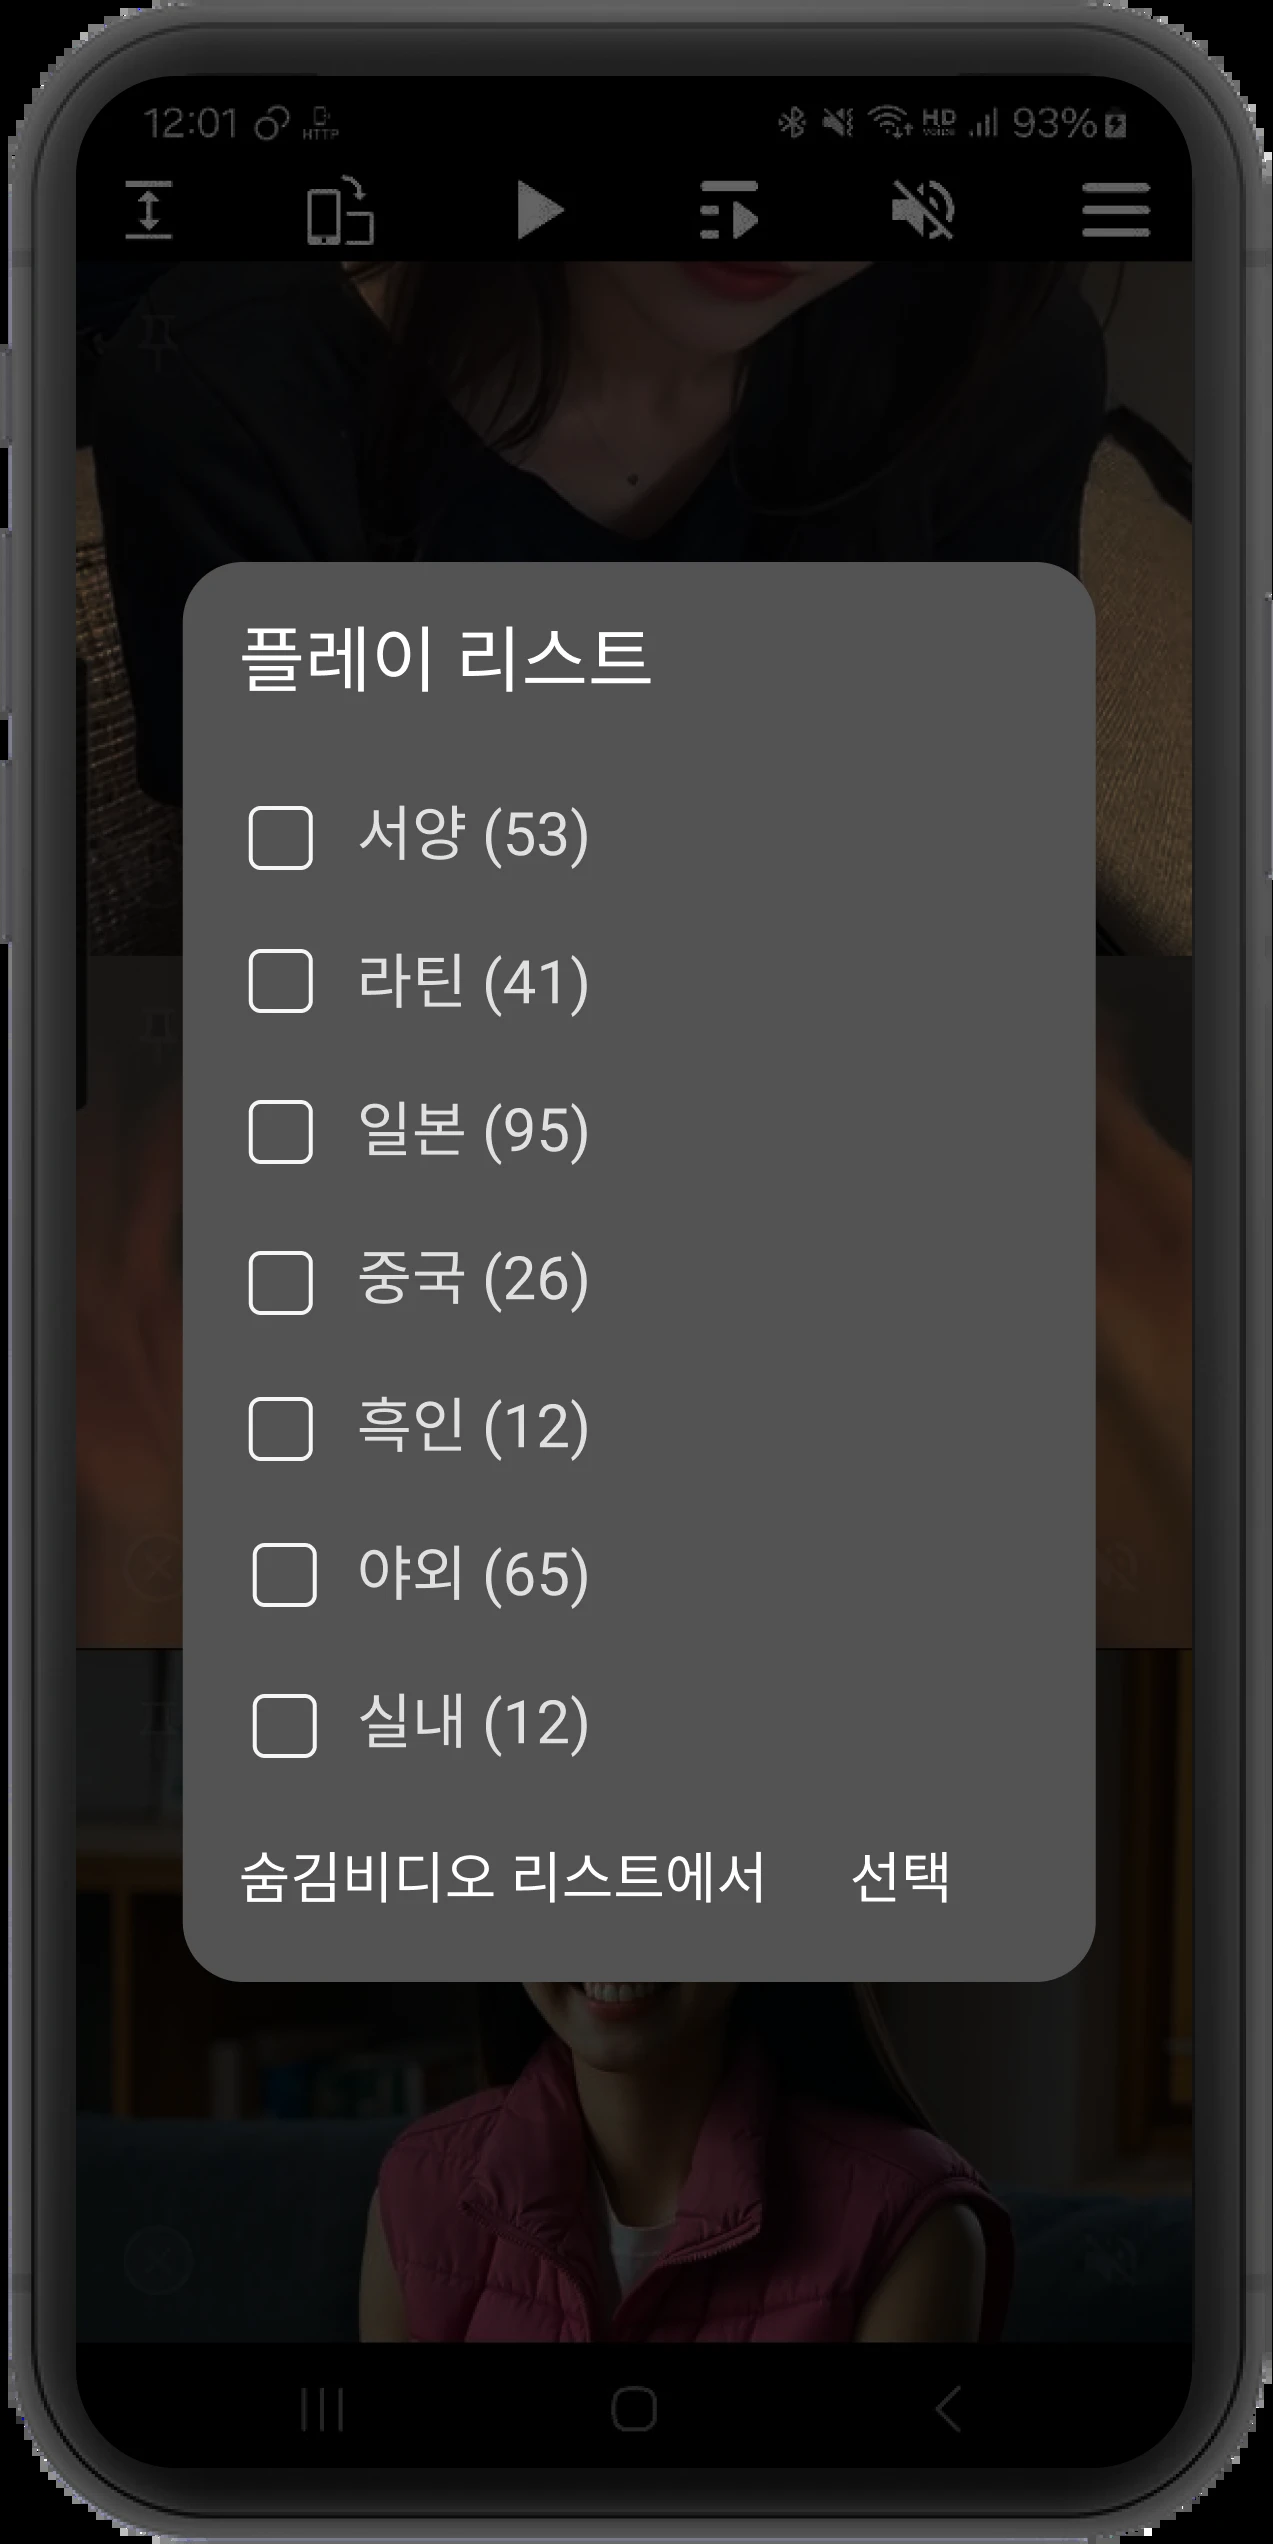 12:01 HTTP HD VOICE 93%
플레이 리스트
서양 (53)
라틴 (41)
일본 (95)
중국 (26)
흑인 (12)
야외 (65)
실내 (12)
숨김비디오 리스트에서 선택